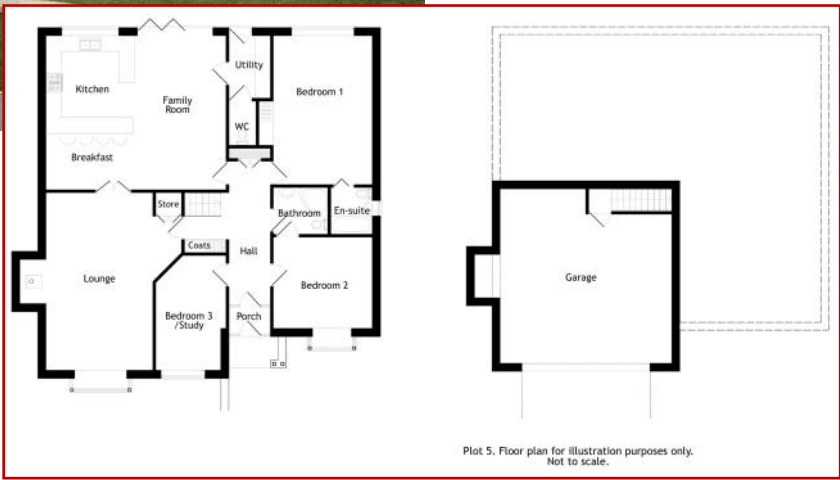 Kitchen
Family
Room
Utility
Bedroom 1
WC
Breakfast
Store
Bathroom
En-suite
Coats
Hall
Lounge
Bedroom 2
Bedroom 3
/Study
Porch
Garage
Plot 5. Floor plan for illustration purposes only.
Not to scale.